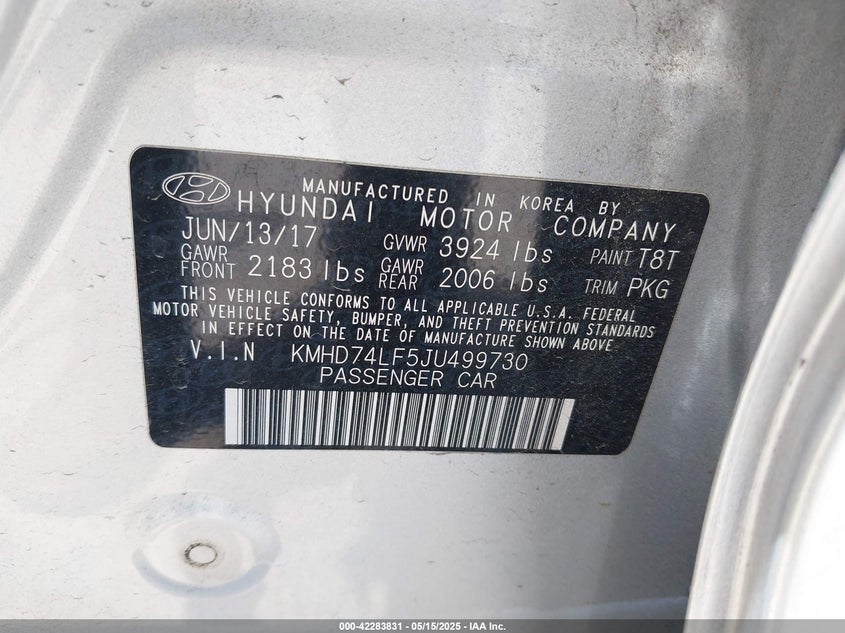 MANUFACTURED IN KOREA BY
HYUNDAI MOTOR COMPANY
JUN/13/17 GVWR 3924 lbs PAINT T8T
GAWR FRONT 2183 lbs GAWR REAR 2006 lbs TRIM PKG
THIS VEHICLE CONFORMS TO ALL APPLICABLE U.S.A. FEDERAL
MOTOR VEHICLE SAFETY, BUMPER, AND THEFT PREVENTION STANDARDS
IN EFFECT ON THE DATE OF MANUFACTURE SHOWN ABOVE.
V.I.N KMHD74LF5JU499730
PASSENGER CAR
000-42283831 - 05/15/2025 - IAA Inc.